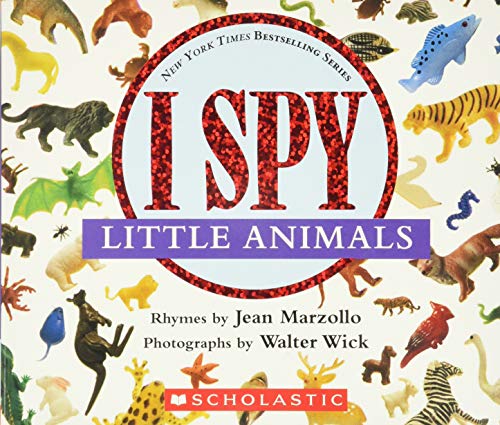 NEW YORK TIMES BESTSELLING SERIES
I SPY
LITTLE ANIMALS
Rhymes by Jean Marzollo
Photographs by Walter Wick
SCHOLASTIC